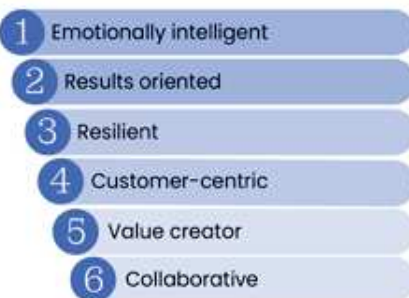 1 Emotionally intelligent
2 Results oriented
3 Resilient
4 Customer-centric
5 Value creator
6 Collaborative